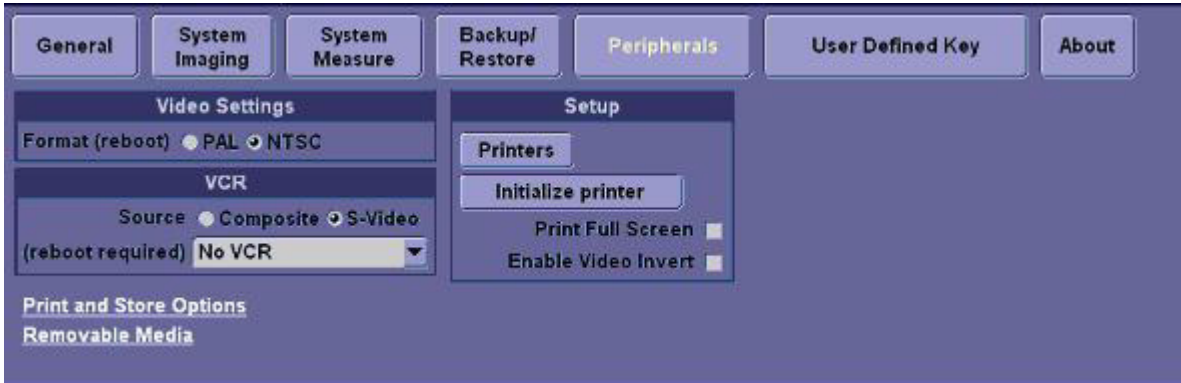 General
System
Imaging
System
Measure
Backup/
Restore
Peripherals
User Defined Key
About
Video Settings
Format (reboot) PAL NTSC
VCR
Source Composite S-Video
(reboot required) No VCR
Setup
Printers
Initialize printer
Print Full Screen
Enable Video Invert
Print and Store Options
Removable Media